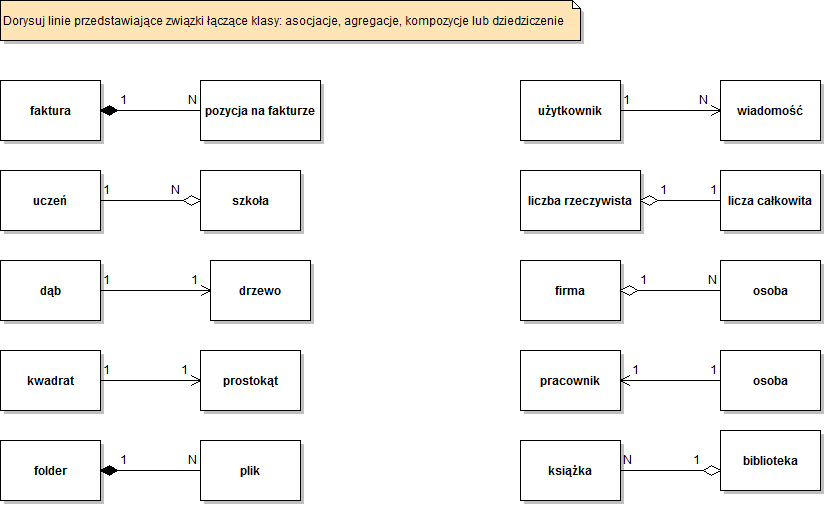 Dorysuj linie przedstawiające związki łączące klasy: asocjacje, agregacje, kompozycje lub dziedziczenie
faktura 1 N pozycja na fakturze
użytkownik 1 N wiadomość
uczeń 1 N szkoła
liczba rzeczywista 1 1 licza całkowita
dąb 1 1 drzewo
firma 1 N osoba
kwadrat 1 1 prostokąt
pracownik 1 1 osoba
folder 1 N plik
książka N 1 biblioteka